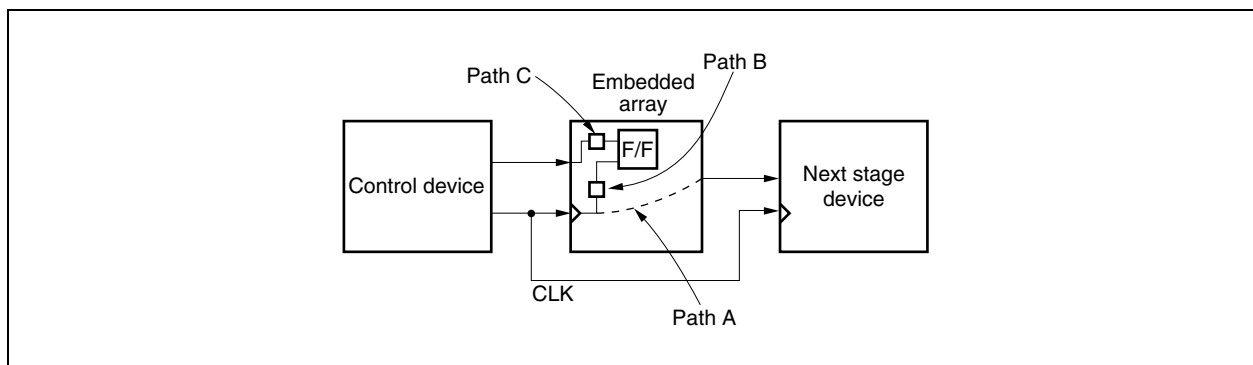 Path C
Path B
Embedded
array
F/F
Control device
Next stage
device
CLK
Path A